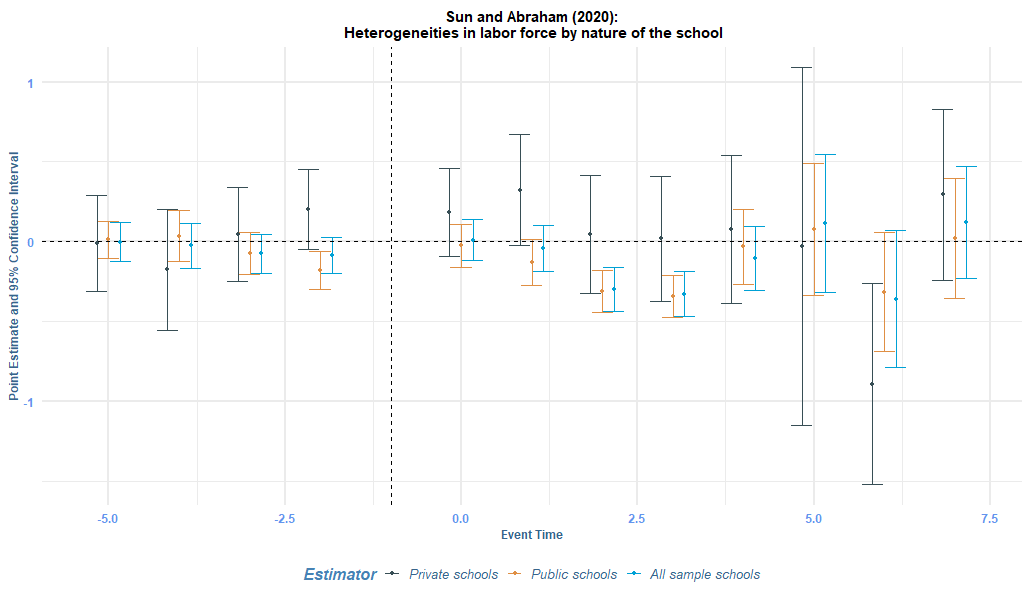 Sun and Abraham (2020):
Heterogeneities in labor force by nature of the school
Point Estimate and 95% Confidence Interval
1
0
-1
-5.0
-2.5
0.0
2.5
5.0
7.5
Event Time
Estimator Private schools Public schools All sample schools